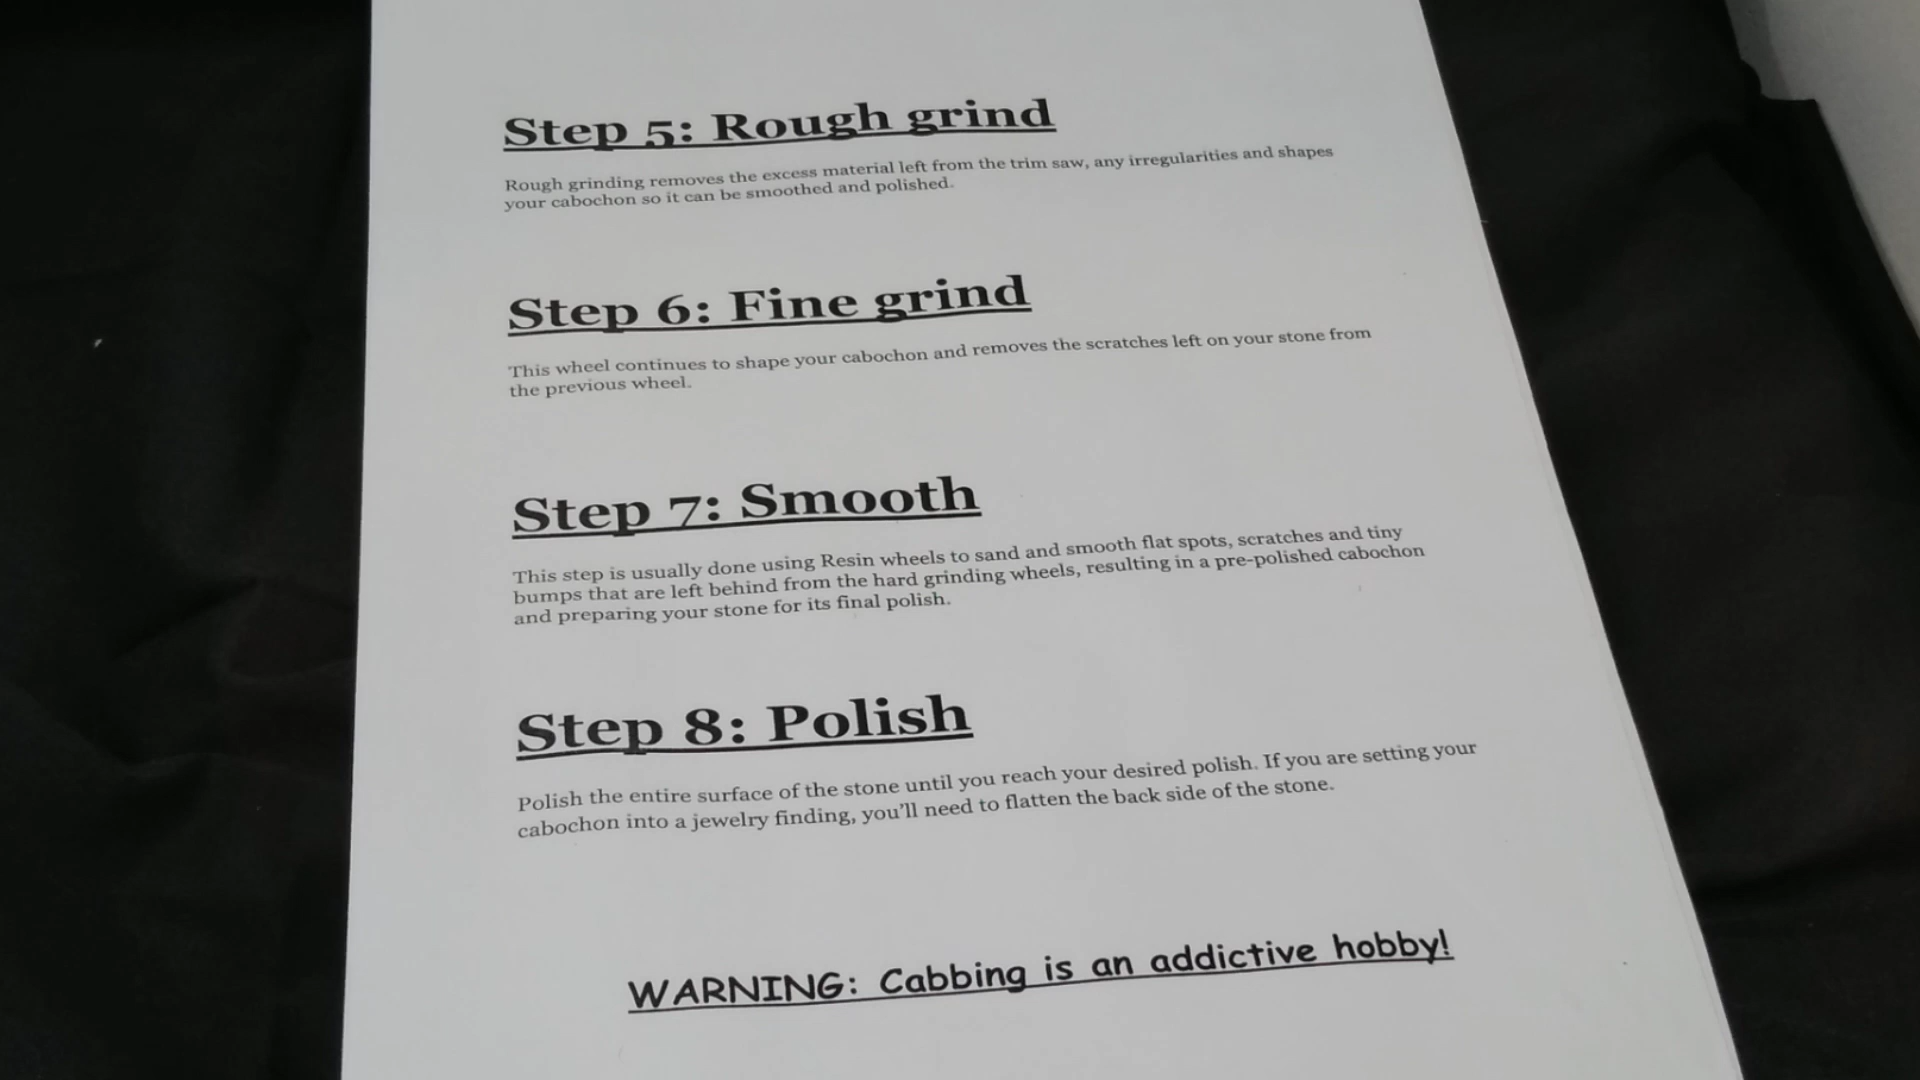 Step 5: Rough grind
Rough grinding removes the excess material left from the trim saw, any irregularities and shapes
your cabochon so it can be smoothed and polished.
Step 6: Fine grind
This wheel continues to shape your cabochon and removes the scratches left on your stone from
the previous wheel.
Step 7: Smooth
This step is usually done using Resin wheels to sand and smooth flat spots, scratches and tiny
bumps that are left behind from the hard grinding wheels, resulting in a pre-polished cabochon
and preparing your stone for its final polish.
Step 8: Polish
Polish the entire surface of the stone until you reach your desired polish. If you are setting your
cabochon into a jewelry finding, you'll need to flatten the back side of the stone.
WARNING: Cabbing is an addictive hobby!